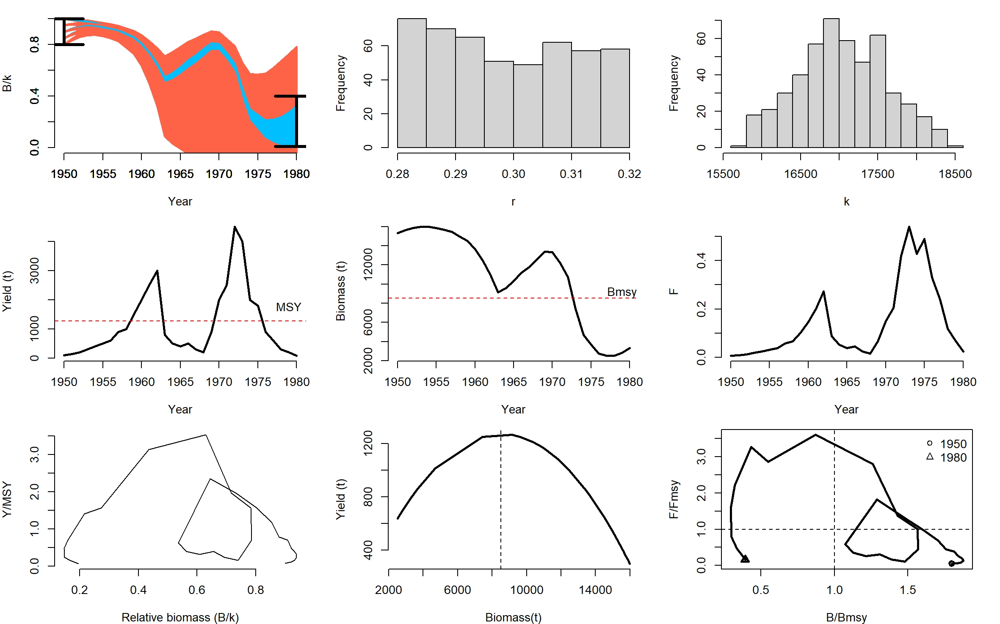 B/k
0.0 0.4 0.8
1950 1955 1960 1965 1970 1975 1980
Year
Frequency
0 20 40 60
0.28 0.29 0.30 0.31 0.32
r
Frequency
0 20 40 60
15500 16500 17500 18500
k
Yield (t)
0 1000 3000
MSY
1950 1955 1960 1965 1970 1975 1980
Year
Biomass (t)
2000 6000 12000
Bmsy
1950 1955 1960 1965 1970 1975 1980
Year
F
0.0 0.2 0.4
1950 1955 1960 1965 1970 1975 1980
Year
Y/MSY
0.0 1.0 2.0 3.0
0.2 0.4 0.6 0.8
Relative biomass (B/k)
Yield (t)
400 800 1200
2000 6000 10000 14000
Biomass(t)
F/Fmsy
0.0 1.0 2.0 3.0
1950
1980
0.5 1.0 1.5
B/Bmsy